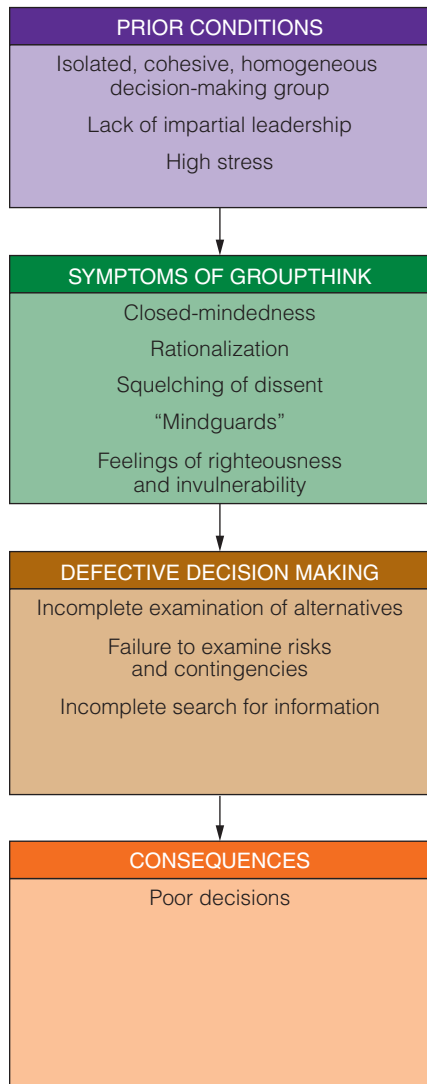 PRIOR CONDITIONS
Isolated, cohesive, homogeneous
decision-making group
Lack of impartial leadership
High stress
SYMPTOMS OF GROUPTHINK
Closed-mindedness
Rationalization
Squelching of dissent
“Mindguards”
Feelings of righteousness
and invulnerability
DEFECTIVE DECISION MAKING
Incomplete examination of alternatives
Failure to examine risks
and contingencies
Incomplete search for information
CONSEQUENCES
Poor decisions